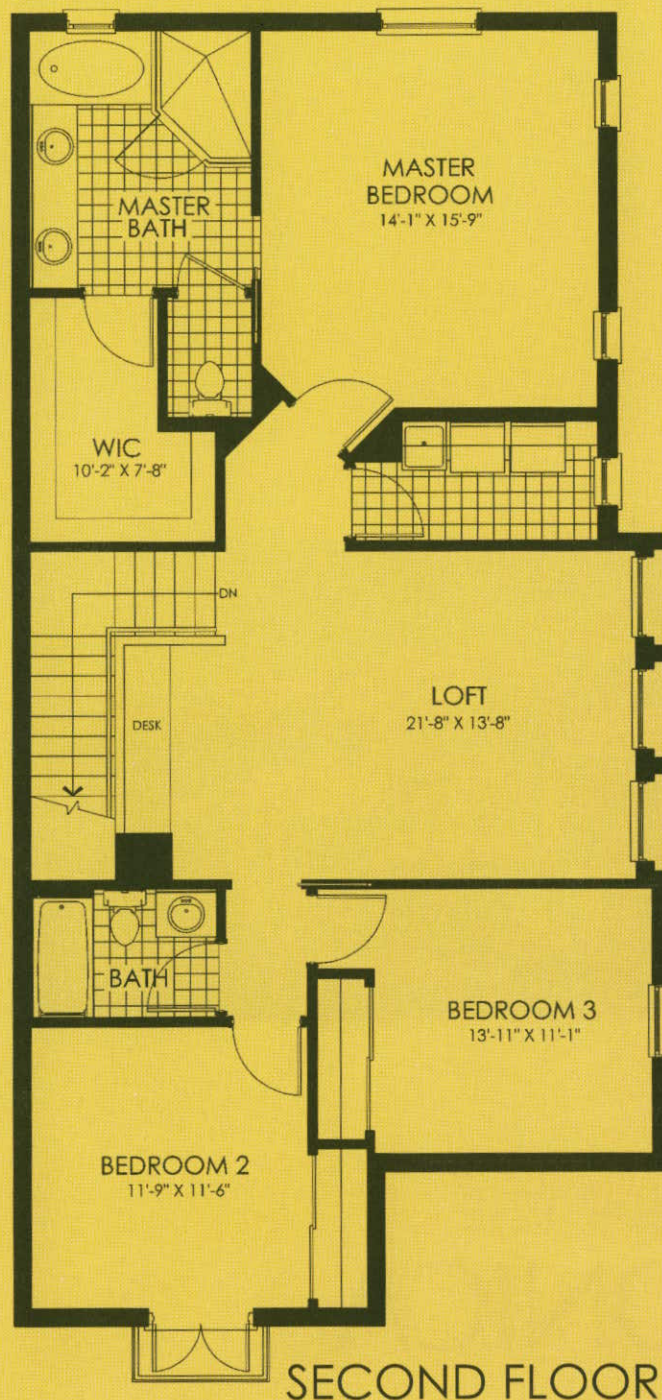 MASTER
BEDROOM
14'-1" X 15'-9"
MASTER
BATH
WIC
10'-2" X 7'-8"
DN
LOFT
21'-8" X 13'-8"
DESK
BATH
BEDROOM 3
13'-11" X 11'-1"
BEDROOM 2
11'-9" X 11'-6"
SECOND FLOOR